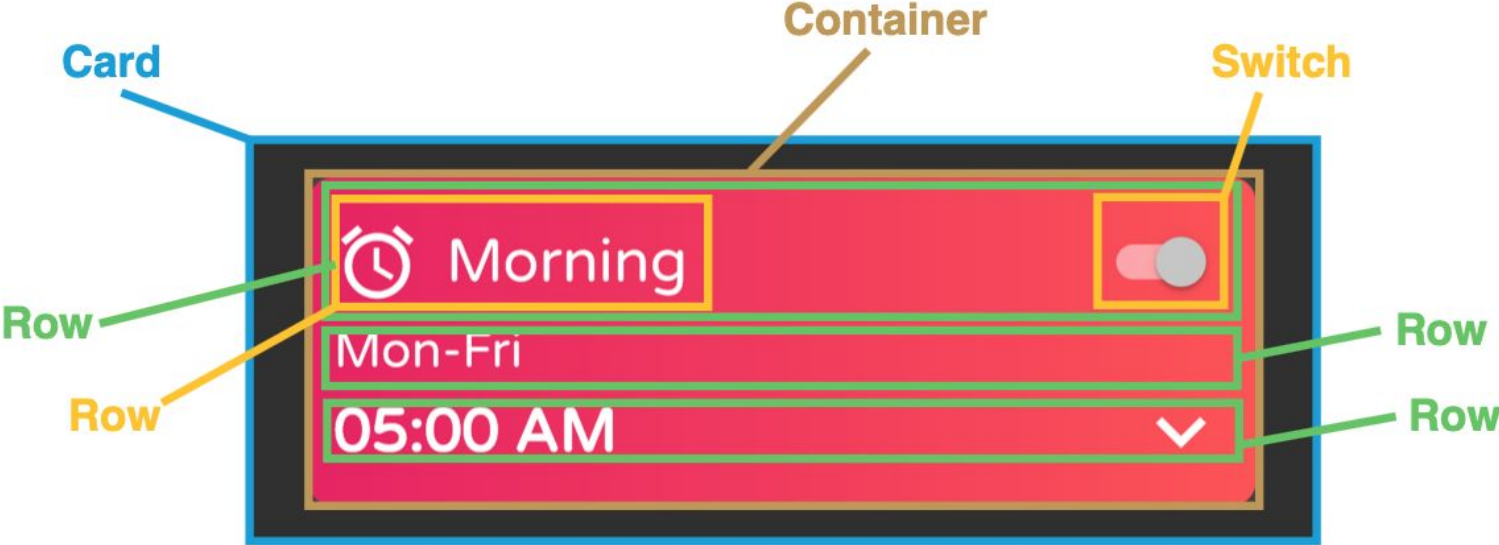 Container
Card
Switch
Morning
Row
Row
Mon-Fri
Row
05:00 AM
Row